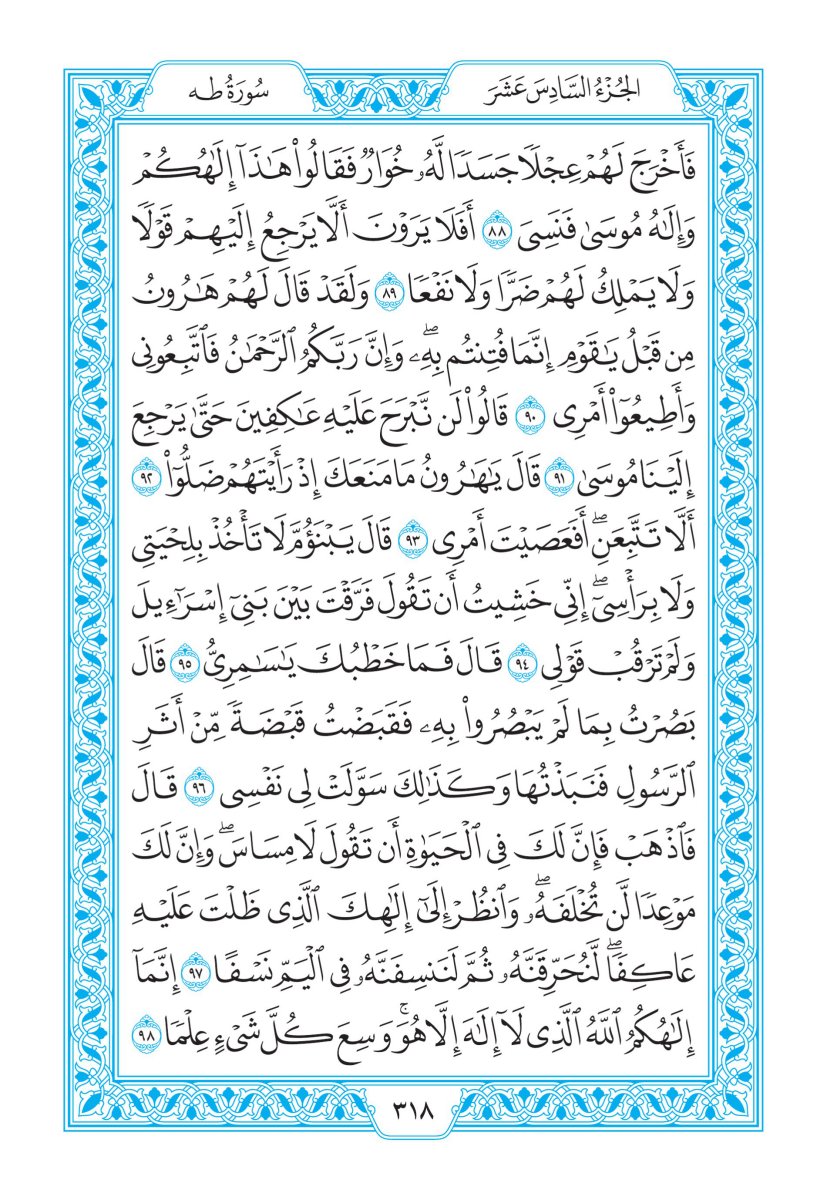 الجُزْءُ السَّادِسَ عَشَرَ
سُورَةُ طه
فَأَخْرَجَ لَهُمْ عِجْلٗا جَسَدٗا لَّهُۥ خُوَارٞ فَقَالُواْ هَٰذَآ إِلَٰهُكُمْ
وَإِلَٰهُ مُوسَىٰ فَنَسِيَ ٨٨ أَفَلَا يَرَوْنَ أَلَّا يَرْجِعُ إِلَيْهِمْ قَوْلٗا
وَلَا يَمْلِكُ لَهُمْ ضَرّٗا وَلَا نَفْعٗا ٨٩ وَلَقَدْ قَالَ لَهُمْ هَٰرُونُ
مِن قَبْلُ يَٰقَوْمِ إِنَّمَا فُتِنتُم بِهِۦۖ وَإِنَّ رَبَّكُمُ ٱلرَّحْمَٰنُ فَٱتَّبِعُونِي
وَأَطِيعُوٓاْ أَمْرِي ٩٠ قَالُواْ لَن نَّبْرَحَ عَلَيْهِ عَٰكِفِينَ حَتَّىٰ يَرْجِعَ
إِلَيْنَا مُوسَىٰ ٩١ قَالَ يَٰهَٰرُونُ مَا مَنَعَكَ إِذْ رَأَيْتَهُمْ ضَلُّوٓاْ ٩٢
أَلَّا تَتَّبِعَنِۖ أَفَعَصَيْتَ أَمْرِي ٩٣ قَالَ يَبْنَؤُمَّ لَا تَأْخُذْ بِلِحْيَتِي
وَلَا بِرَأْسِيٓۖ إِنِّي خَشِيتُ أَن تَقُولَ فَرَّقْتَ بَيْنَ بَنِيٓ إِسْرَٰٓءِيلَ
وَلَمْ تَرْقُبْ قَوْلِي ٩٤ قَالَ فَمَا خَطْبُكَ يَٰسَٰمِرِيُّ ٩٥ قَالَ
بَصُرْتُ بِمَا لَمْ يَبْصُرُواْ بِهِۦ فَقَبَضْتُ قَبْضَةٗ مِّنْ أَثَرِ
ٱلرَّسُولِ فَنَبَذْتُهَا وَكَذَٰلِكَ سَوَّلَتْ لِي نَفْسِي ٩٦ قَالَ
فَٱذْهَبْ فَإِنَّ لَكَ فِي ٱلْحَيَوٰةِ أَن تَقُولَ لَا مِسَاسَۖ وَإِنَّ لَكَ
مَوْعِدٗا لَّن تُخْلَفَهُۥۖ وَٱنظُرْ إِلَىٰٓ إِلَٰهِكَ ٱلَّذِي ظَلْتَ عَلَيْهِ
عَاكِفٗاۖ لَّنُحَرِّقَنَّهُۥ ثُمَّ لَنَنسِفَنَّهُۥ فِي ٱلْيَمِّ نَسْفًا ٩٧ إِنَّمَآ
إِلَٰهُكُمُ ٱللَّهُ ٱلَّذِي لَآ إِلَٰهَ إِلَّا هُوَۚ وَسِعَ كُلَّ شَيْءٍ عِلْمٗا ٩٨
٣١٨